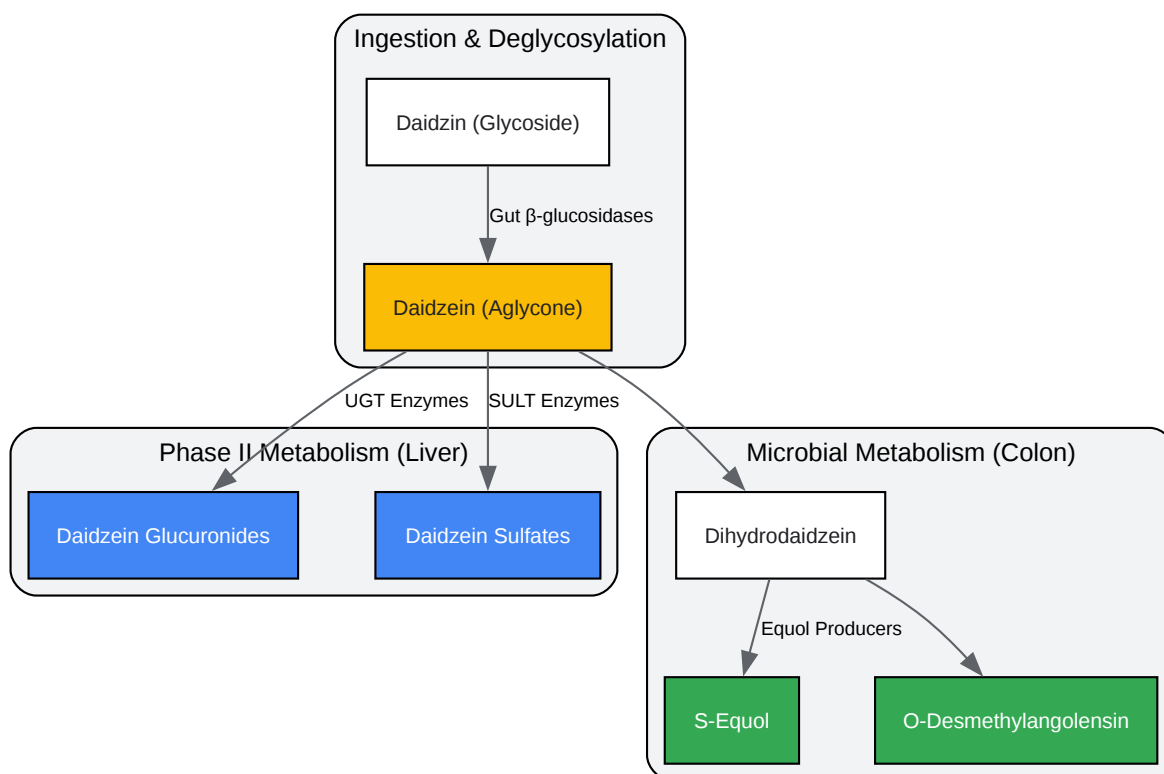 Ingestion & Deglycosylation
Daidzin (Glycoside)
Gut β-glucosidases
Daidzein (Aglycone)
UGT Enzymes
SULT Enzymes
Phase II Metabolism (Liver)
Microbial Metabolism (Colon)
Daidzein Glucuronides
Daidzein Sulfates
Dihydrodaidzein
Equol Producers
S-Equol
O-Desmethylangolensin